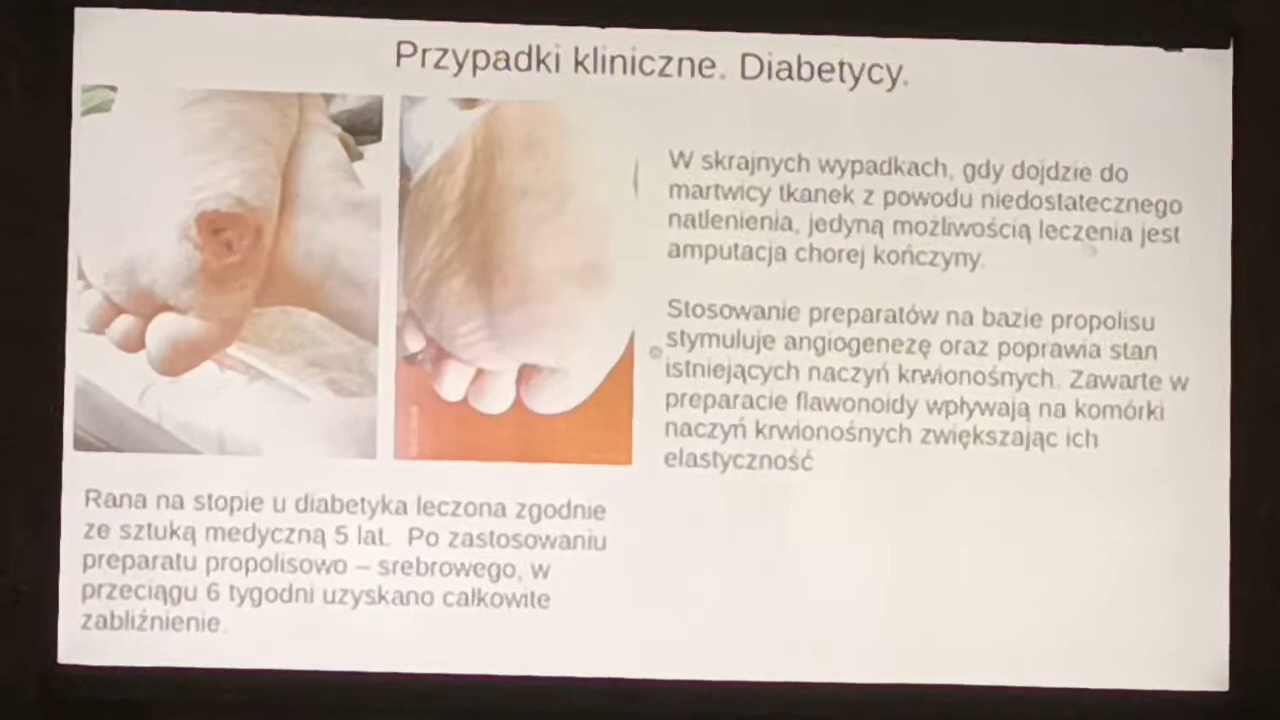 Przypadki kliniczne. Diabetycy.
W skrajnych wypadkach, gdy dojdzie do
martwicy tkanek z powodu niedostatecznego
natlenienia, jedyną możliwością leczenia jest
amputacja chorej kończyny.
Stosowanie preparatów na bazie propolisu
stymuluje angiogenezę oraz poprawia stan
istniejących naczyń krwionośnych. Zawarte w
preparacie flawonoidy wpływają na komórki
naczyń krwionośnych zwiększając ich
elastyczność
Rana na stopie u diabetyka leczona zgodnie
ze sztuką medyczną 5 lat. Po zastosowaniu
preparatu propolisowo – srebrowego, w
przeciągu 6 tygodni uzyskano całkowite
zabliźnienie.